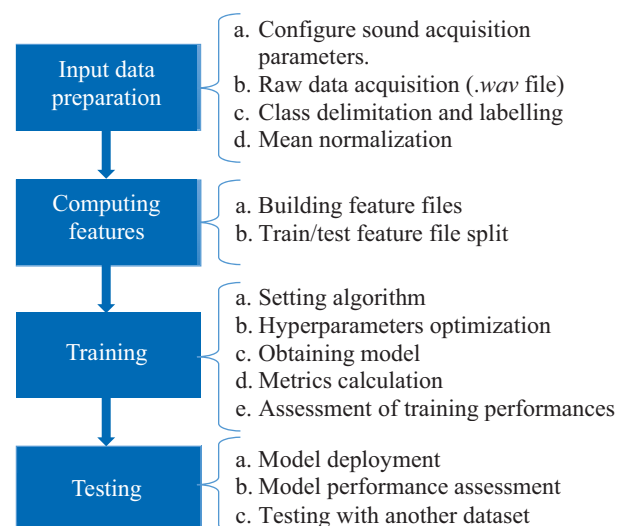 Input data
preparation
a. Configure sound acquisition
parameters.
b. Raw data acquisition (.wav file)
c. Class delimitation and labelling
d. Mean normalization
Computing
features
a. Building feature files
b. Train/test feature file split
Training
a. Setting algorithm
b. Hyperparameters optimization
c. Obtaining model
d. Metrics calculation
e. Assessment of training performances
Testing
a. Model deployment
b. Model performance assessment
c. Testing with another dataset